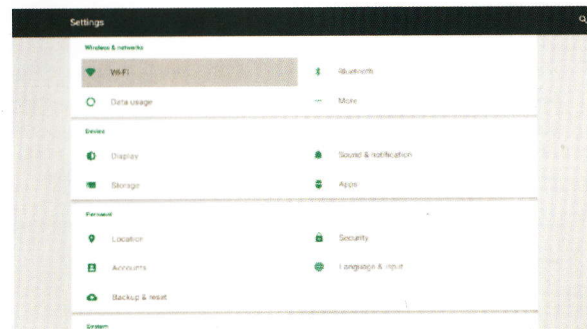 Settings
Wireless & networks
Wi-Fi
Bluetooth
Data usage
More
Device
Display
Sound & notification
Storage
Apps
Personal
Location
Security
Accounts
Language & input
Backup & reset
System